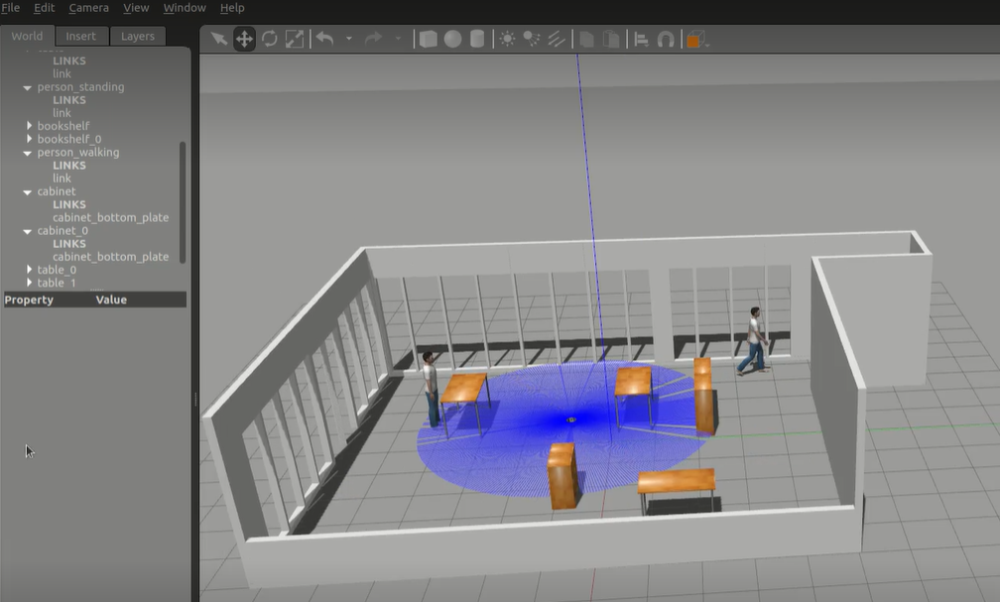 File Edit Camera View Window Help
World Insert Layers
LINKS
link
person_standing
LINKS
link
bookshelf
bookshelf_0
person_walking
LINKS
link
cabinet
LINKS
cabinet_bottom_plate
cabinet_0
LINKS
cabinet_bottom_plate
table_0
table_1
Property Value